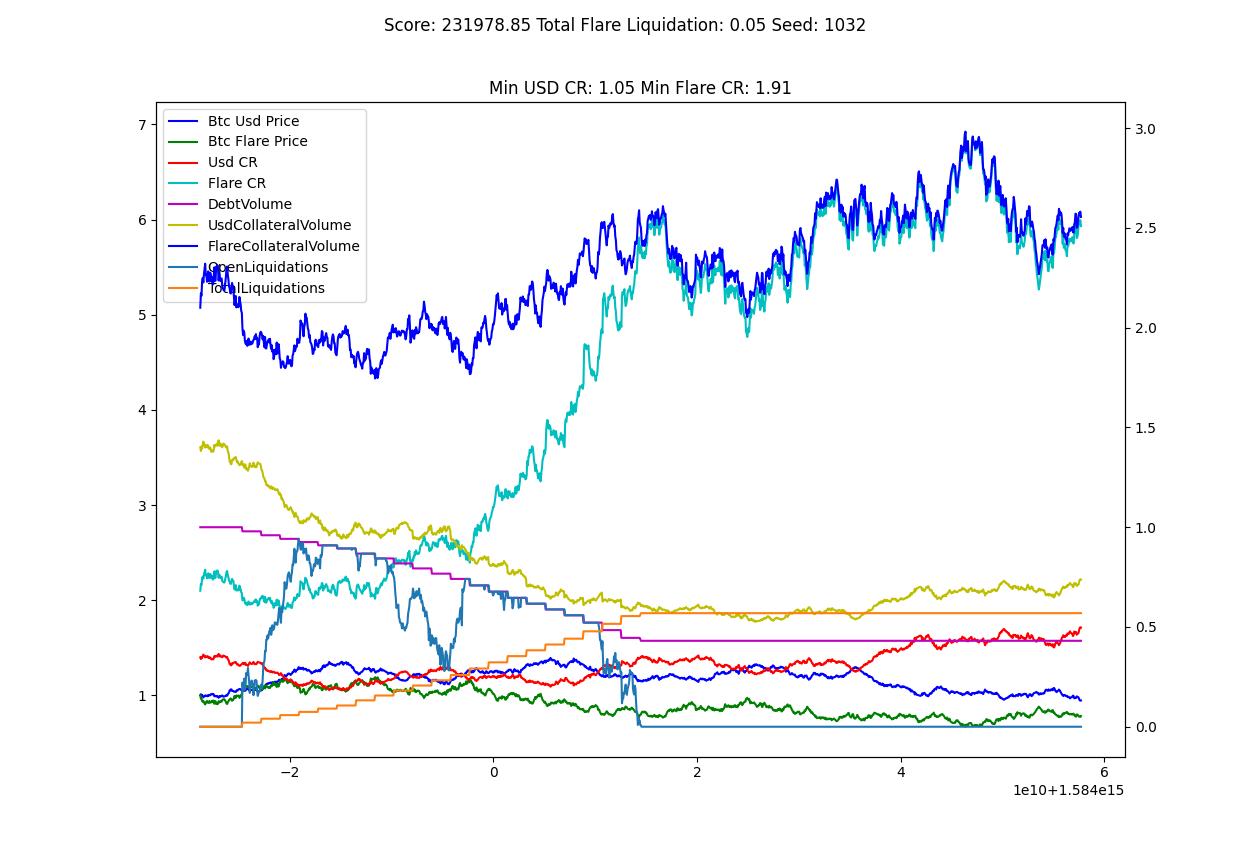 Score: 231978.85 Total Flare Liquidation: 0.05 Seed: 1032
Min USD CR: 1.05 Min Flare CR: 1.91
Btc Usd Price
Btc Flare Price
Usd CR
Flare CR
DebtVolume
UsdCollateralVolume
FlareCollateralVolume
OpenLiquidations
TotalLiquidations
7
6
5
4
3
2
1
3.0
2.5
2.0
1.5
1.0
0.5
0.0
−2
0
2
4
6
1e10+1.584e15